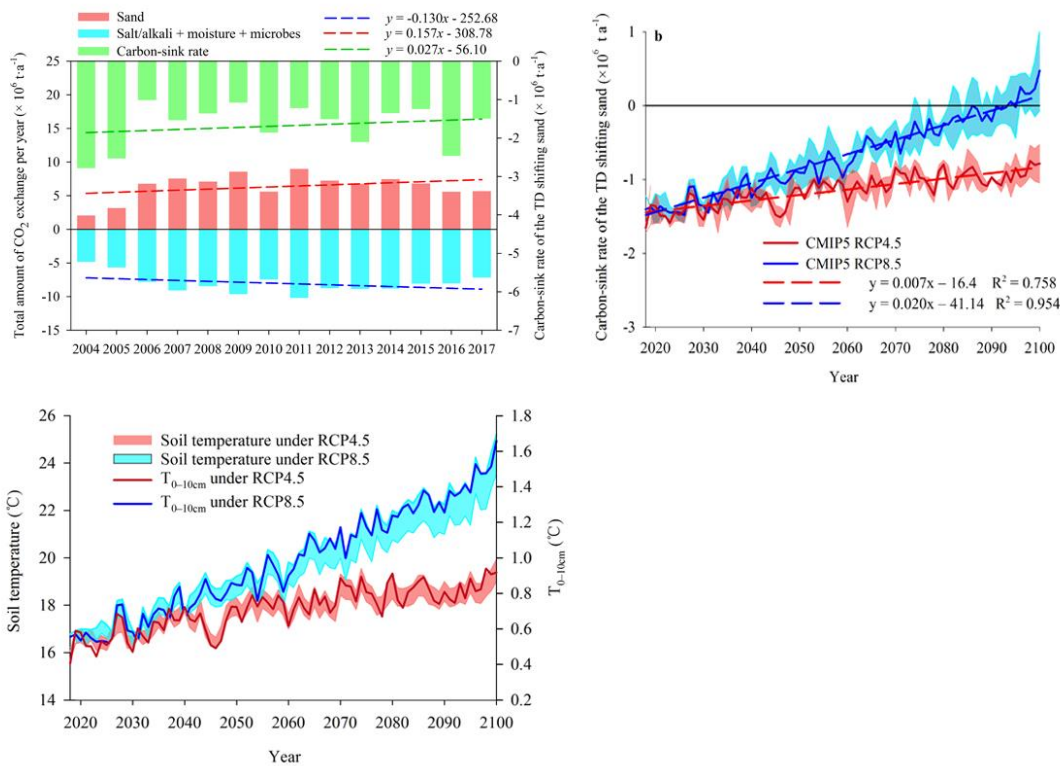 Sand
Salt/alkali + moisture + microbes
Carbon-sink rate
y = -0.130x - 252.68
y = 0.157x - 308.78
y = 0.027x - 56.10
Total amount of CO2 exchange per year (× 10^6 t·a^-1)
25
20
15
10
5
0
-5
-10
-15
0
-1
-2
-3
-4
-5
-6
-7
Carbon-sink rate of the TD shifting sand (× 10^6 t·a^-1)
2004 2005 2006 2007 2008 2009 2010 2011 2012 2013 2014 2015 2016 2017
b
Carbon-sink rate of the TD shifting sand (×10^6 t a^-1)
1
0
-1
-2
-3
CMIP5 RCP4.5
CMIP5 RCP8.5
y = 0.007x – 16.4 R² = 0.758
y = 0.020x – 41.14 R² = 0.954
2020 2030 2040 2050 2060 2070 2080 2090 2100
Year
Soil temperature (℃)
26
24
22
20
18
16
14
Soil temperature under RCP4.5
Soil temperature under RCP8.5
T0–10cm under RCP4.5
T0–10cm under RCP8.5
1.8
1.6
1.4
1.2
1.0
0.8
0.6
0.4
0.2
T0–10cm (℃)
2020 2030 2040 2050 2060 2070 2080 2090 2100
Year